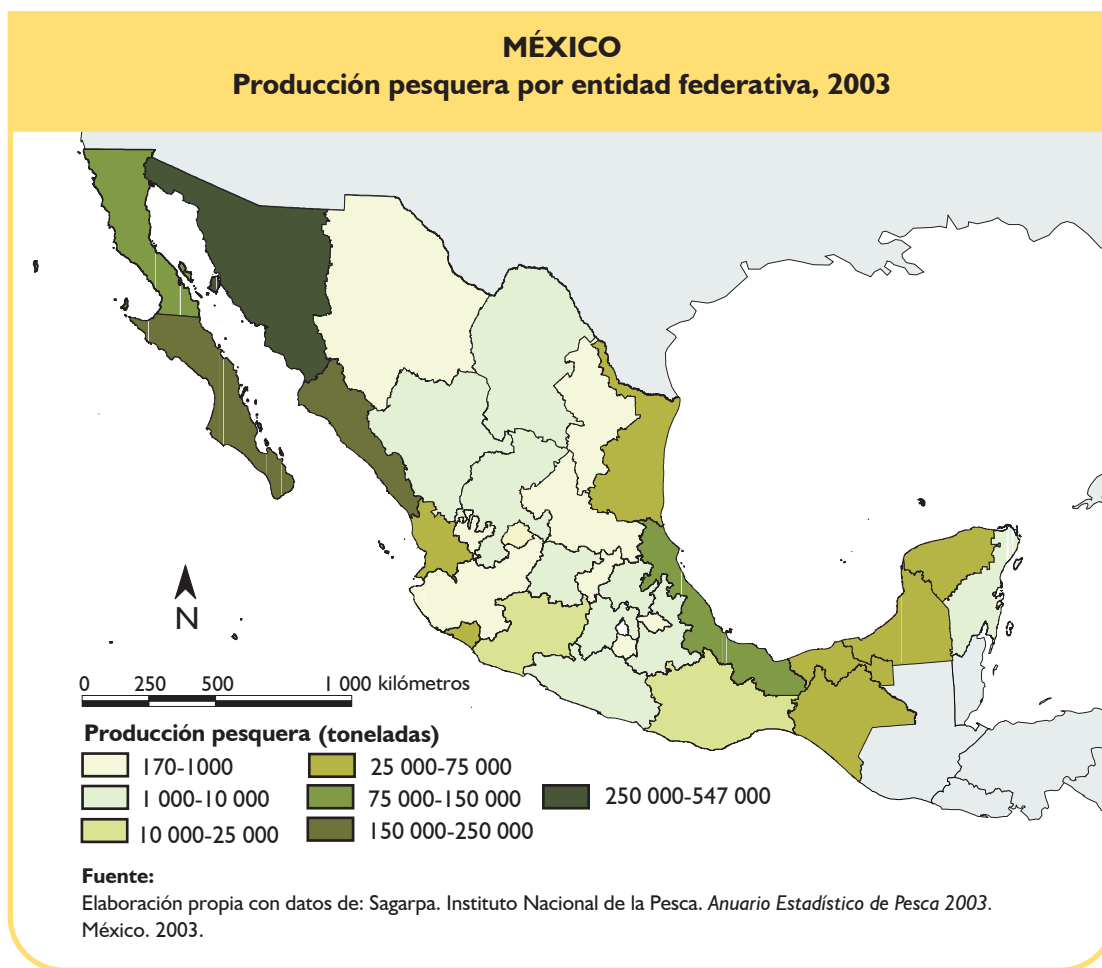 MÉXICO
Producción pesquera por entidad federativa, 2003
N
0 250 500 1 000 kilómetros
Producción pesquera (toneladas)
170-1000
25 000-75 000
1 000-10 000
75 000-150 000
250 000-547 000
10 000-25 000
150 000-250 000
Fuente:
Elaboración propia con datos de: Sagarpa. Instituto Nacional de la Pesca. Anuario Estadístico de Pesca 2003.
México. 2003.